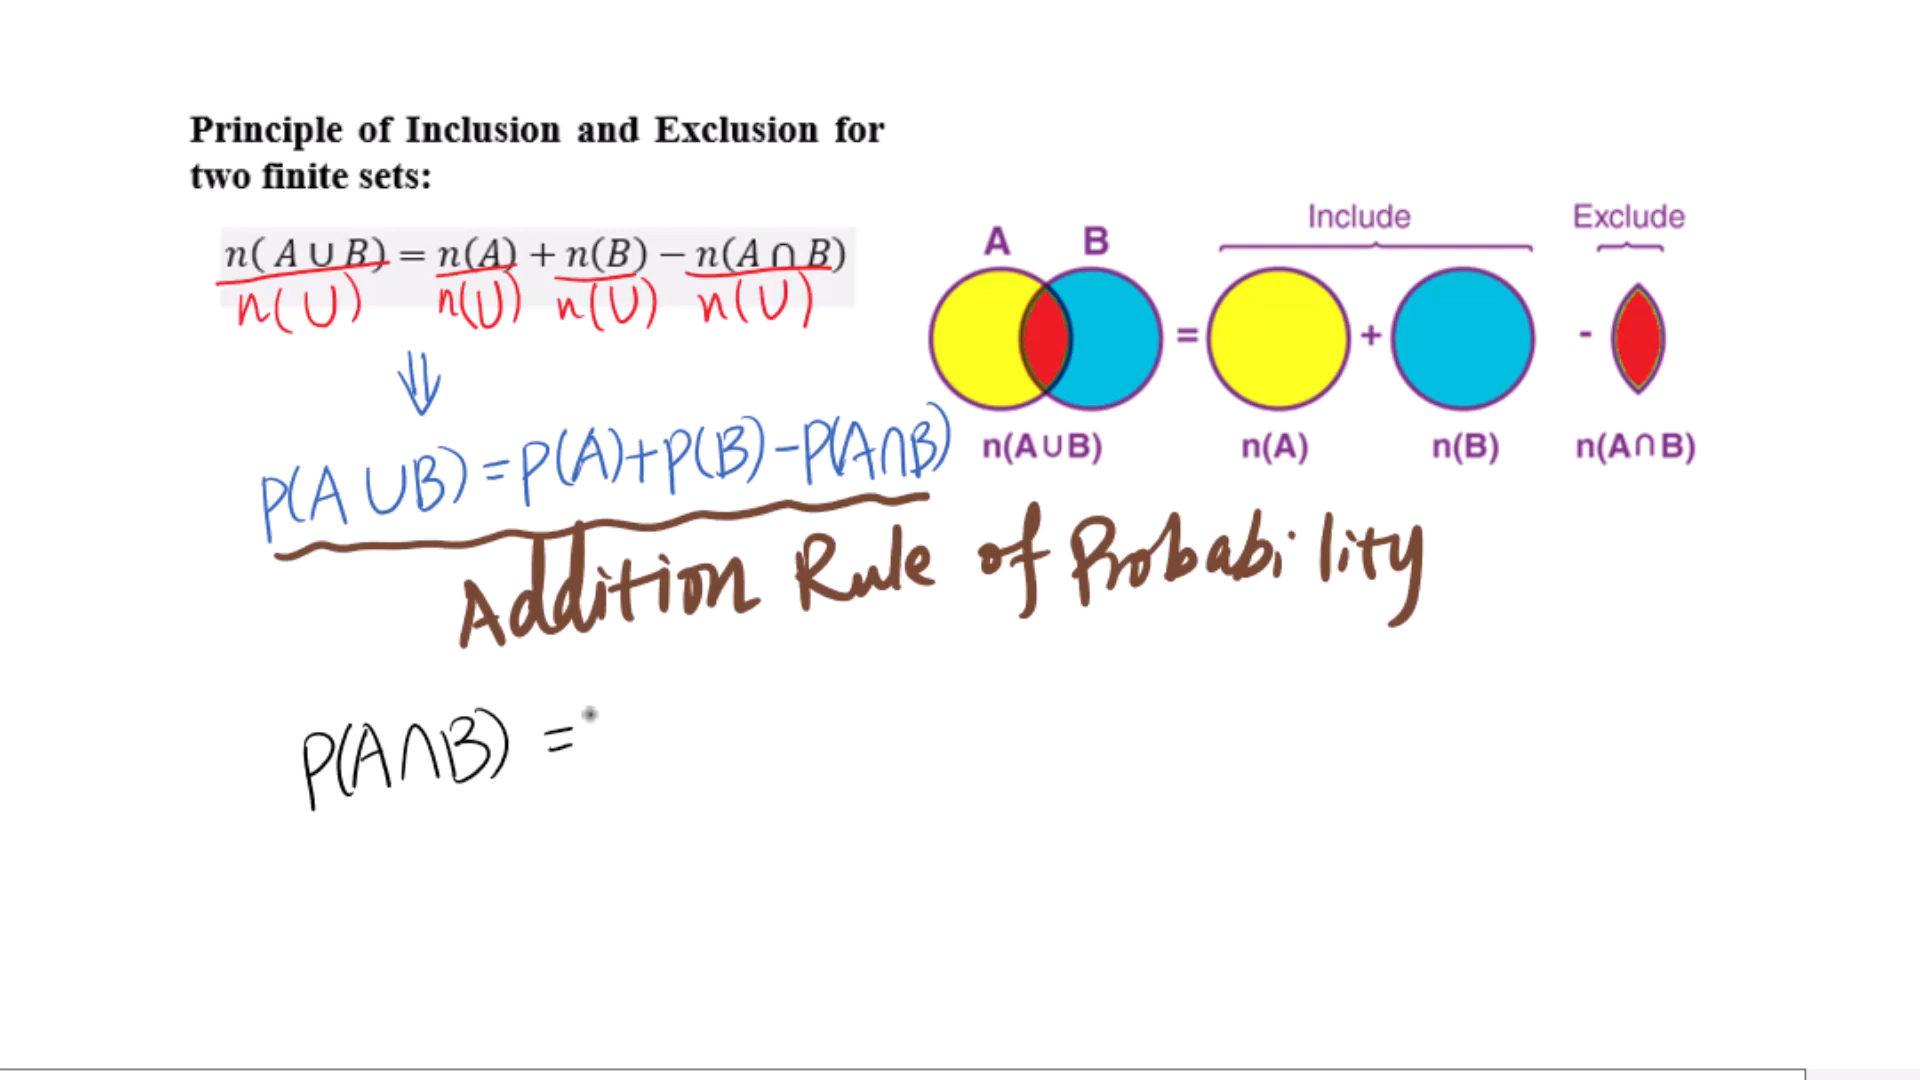 Principle of Inclusion and Exclusion for
two finite sets:
n( A ∪ B) = n(A) + n(B) − n(A ∩ B)
n(U) n(U) n(U) n(U)
Include Exclude
A B
= + -
n(A∪B) n(A) n(B) n(A∩B)
P(A∪B)=P(A)+P(B)-P(A∩B)
Addition Rule of Probability
P(A∩B) =